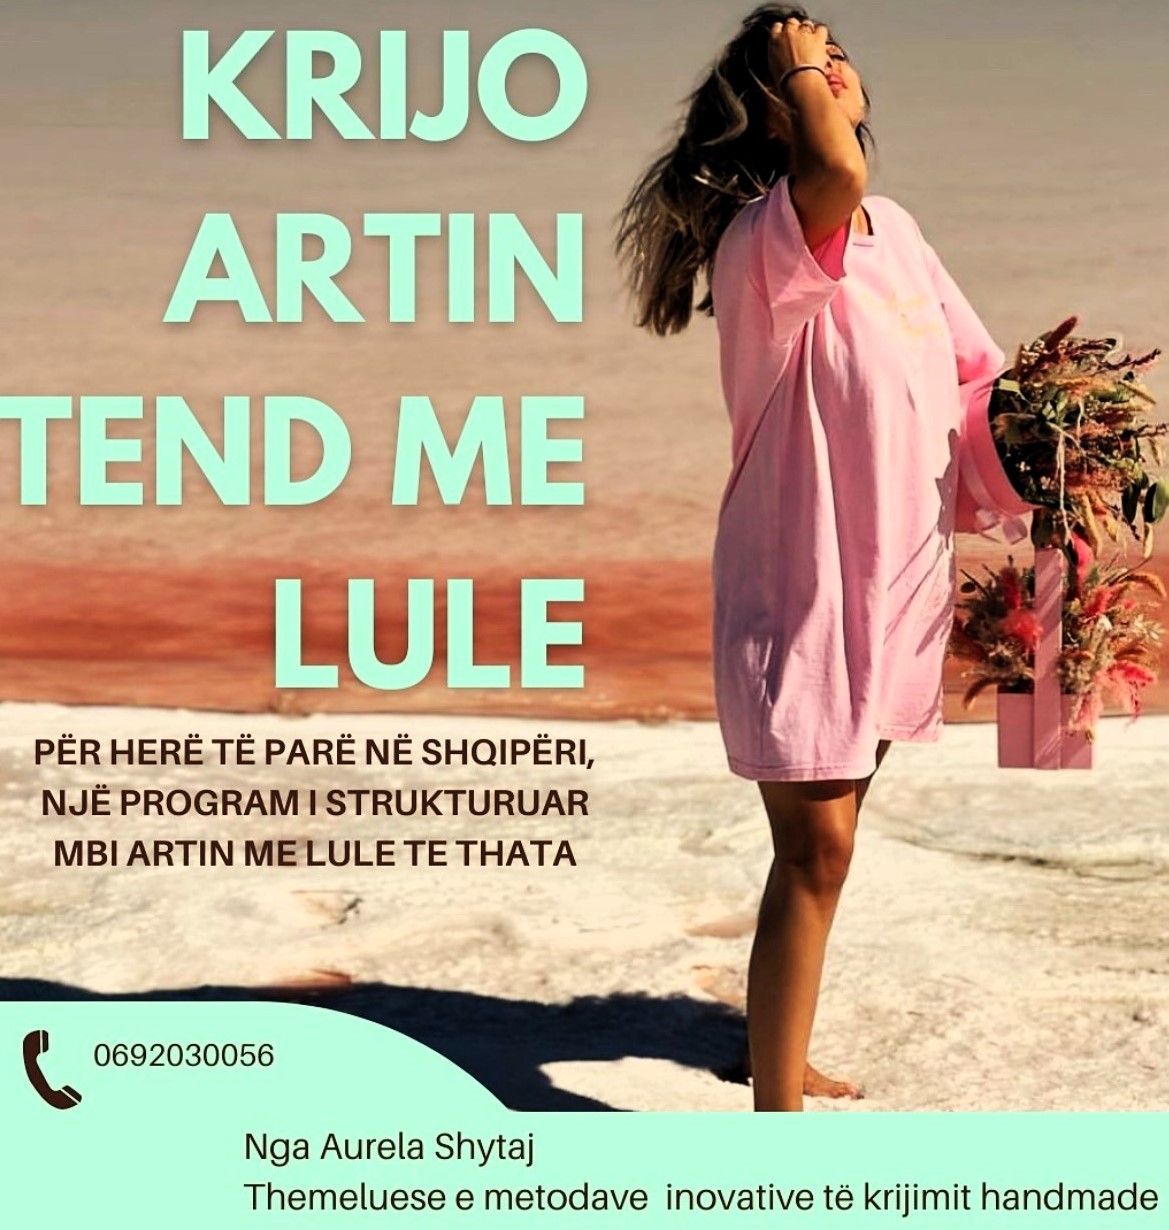 KRIJO
ARTIN
TEND ME
LULE
PËR HERË TË PARË NË SHQIPËRI,
NJË PROGRAM I STRUKTURUAR
MBI ARTIN ME LULE TE THATA
0692030056
Nga Aurela Shytaj
Themeluese e metodave inovative të krijimit handmade